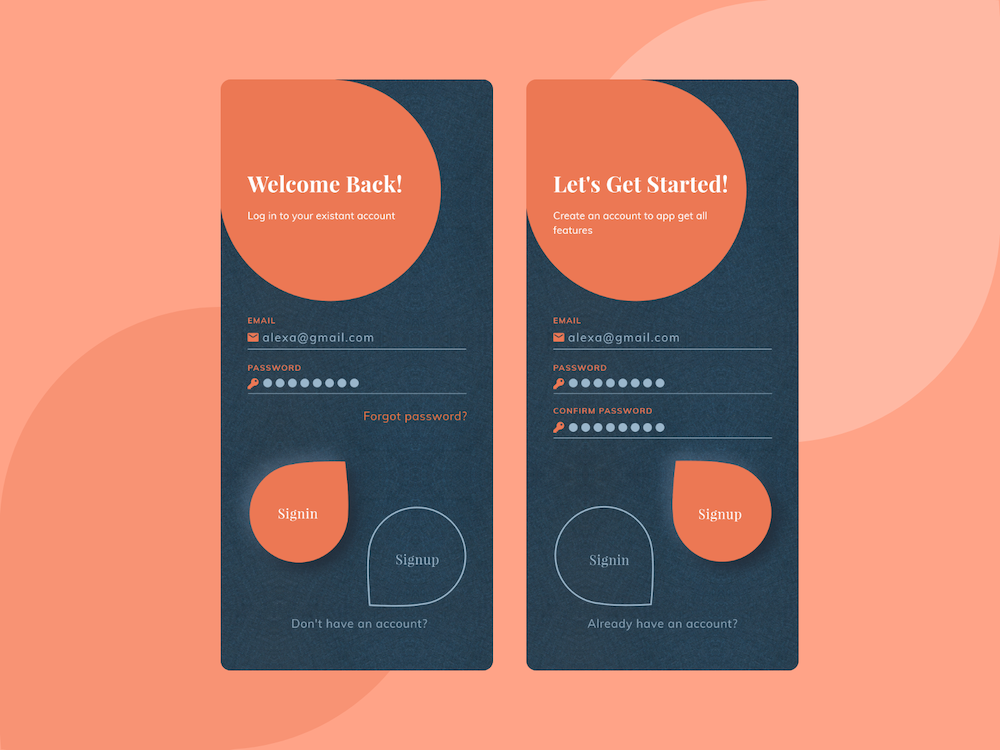 Welcome Back!
Log in to your existant account
EMAIL
alexa@gmail.com
PASSWORD
Forgot password?
Signin
Signup
Don't have an account?
Let's Get Started!
Create an account to app get all
features
EMAIL
alexa@gmail.com
PASSWORD
CONFIRM PASSWORD
Signup
Signin
Already have an account?